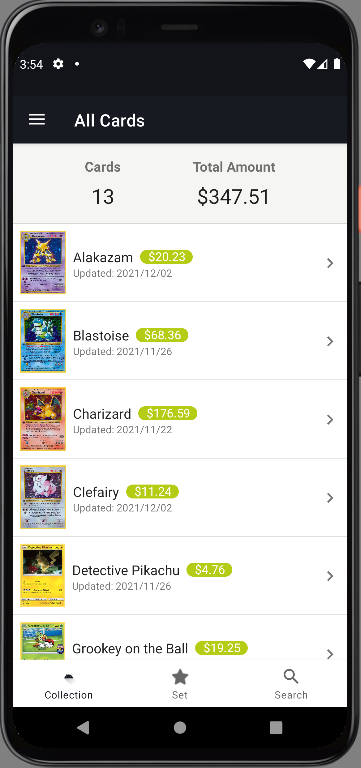 3:54
All Cards
Cards Total Amount
13 $347.51
Alakazam $20.23
Updated: 2021/12/02
Blastoise $68.36
Updated: 2021/11/26
Charizard $176.59
Updated: 2021/11/22
Clefairy $11.24
Updated: 2021/12/02
Detective Pikachu $4.76
Updated: 2021/11/26
Grookey on the Ball $19.25
Collection Set Search